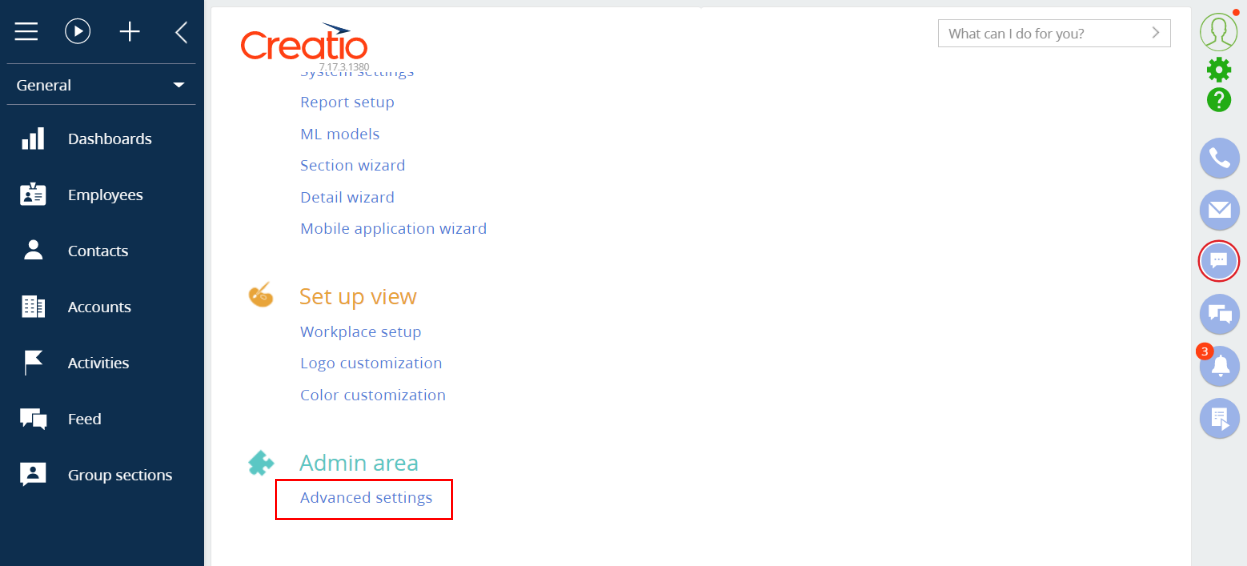 General
Dashboards
Employees
Contacts
Accounts
Activities
Feed
Group sections
Creatio
7.17.3.1380
What can I do for you?
System settings
Report setup
ML models
Section wizard
Detail wizard
Mobile application wizard
Set up view
Workplace setup
Logo customization
Color customization
Admin area
Advanced settings
?
3